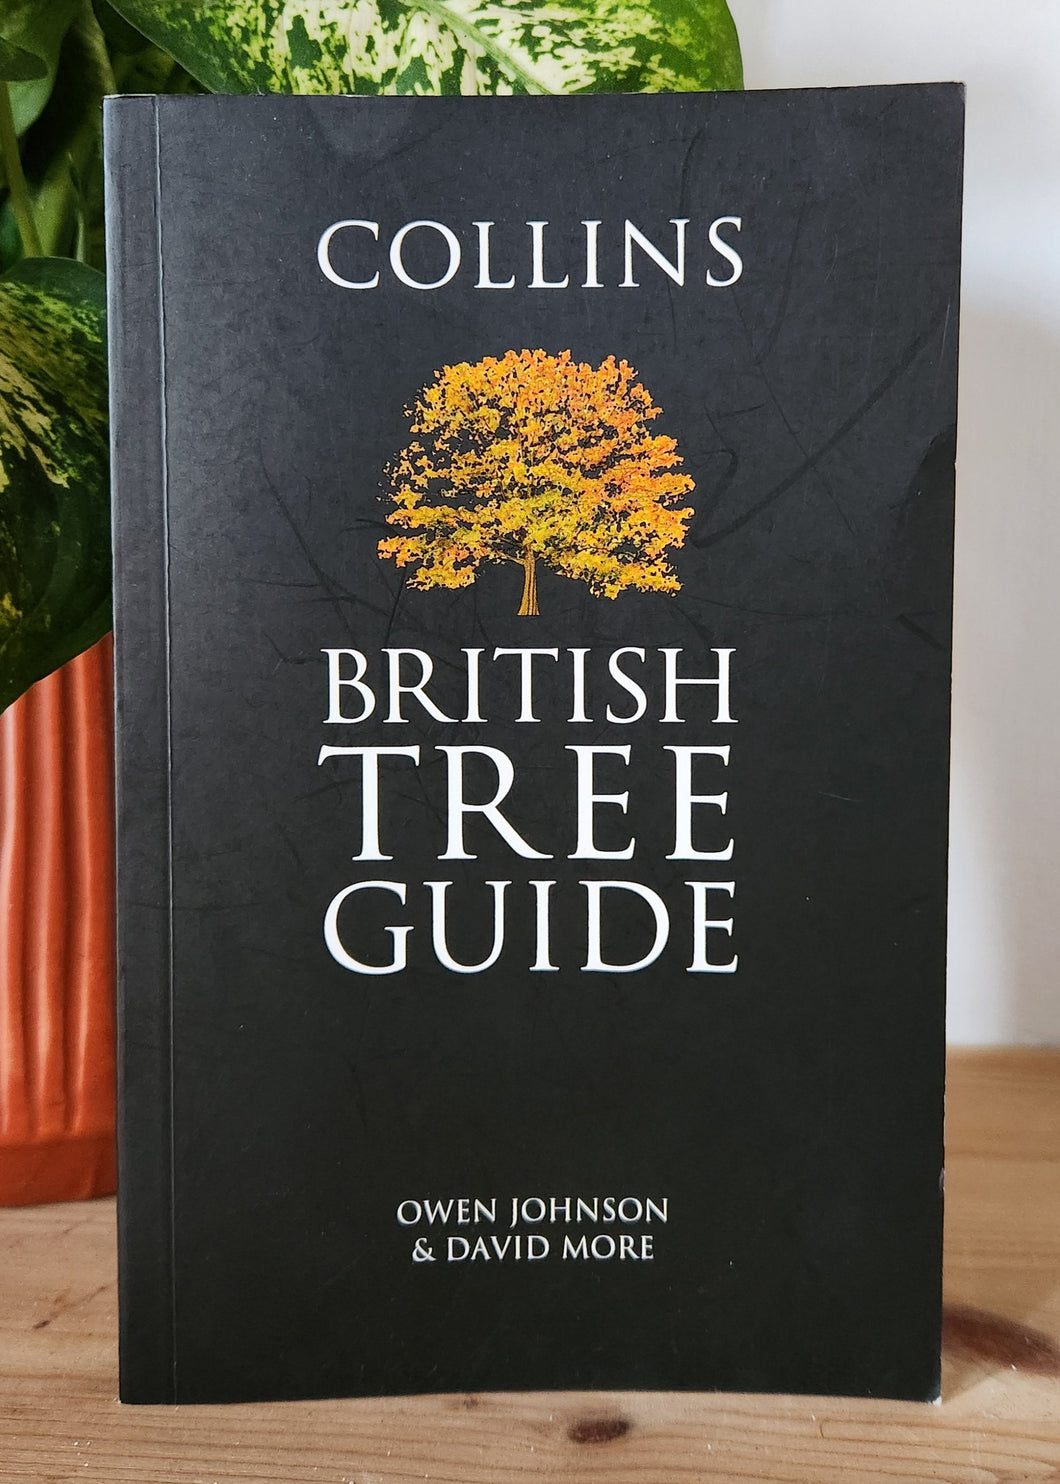 COLLINS
BRITISH
TREE
GUIDE
OWEN JOHNSON
& DAVID MORE